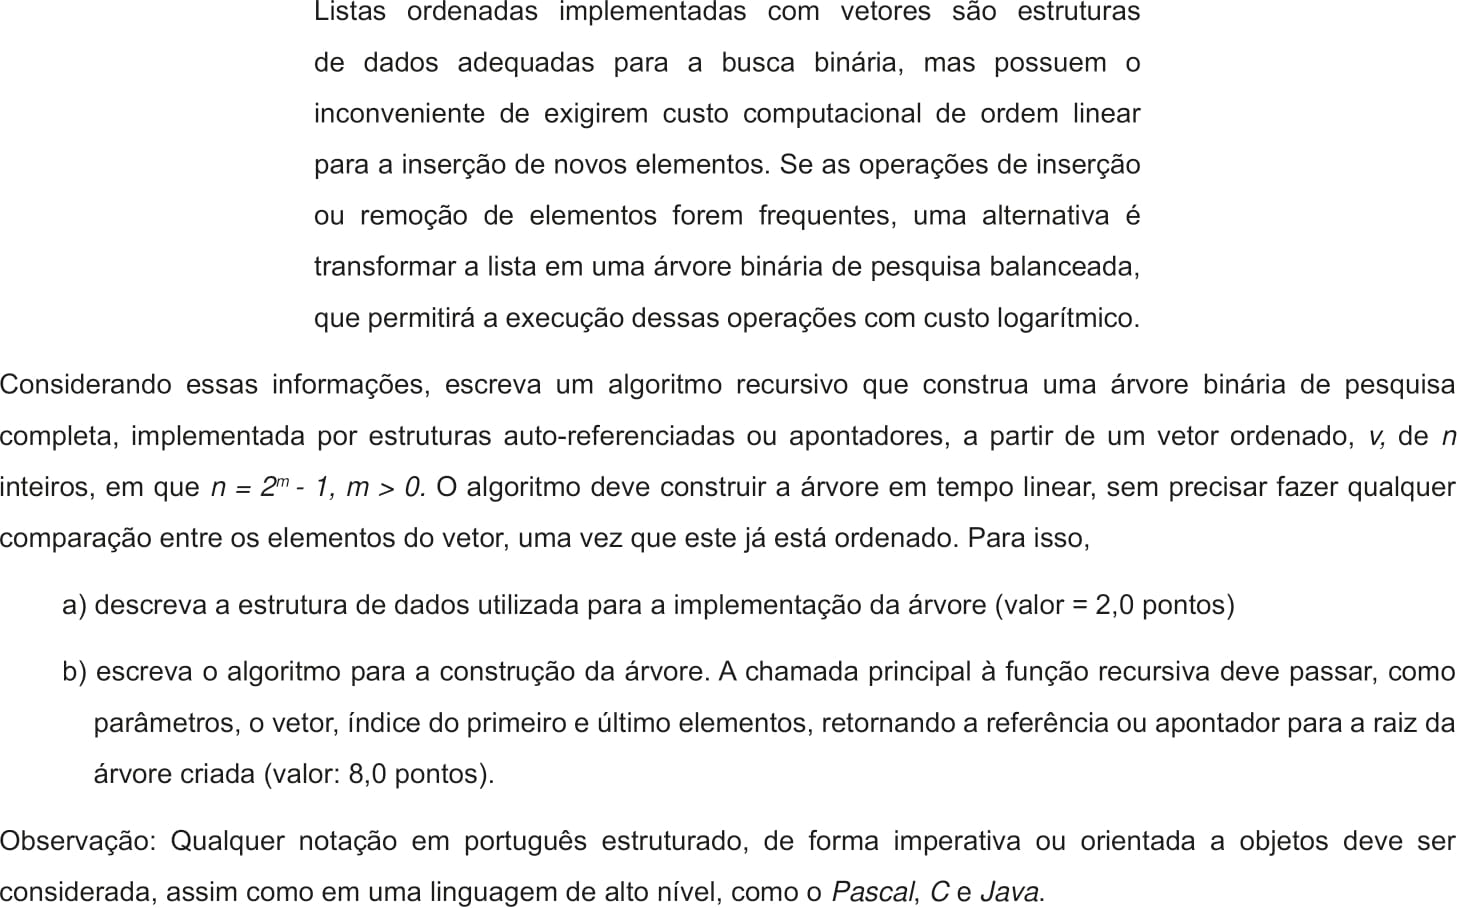 Listas ordenadas implementadas com vetores são estruturas
de dados adequadas para a busca binária, mas possuem o
inconveniente de exigirem custo computacional de ordem linear
para a inserção de novos elementos. Se as operações de inserção
ou remoção de elementos forem frequentes, uma alternativa é
transformar a lista em uma árvore binária de pesquisa balanceada,
que permitirá a execução dessas operações com custo logarítmico.
Considerando essas informações, escreva um algoritmo recursivo que construa uma árvore binária de pesquisa
completa, implementada por estruturas auto-referenciadas ou apontadores, a partir de um vetor ordenado, v, de n
inteiros, em que n = 2ᵐ - 1, m > 0. O algoritmo deve construir a árvore em tempo linear, sem precisar fazer qualquer
comparação entre os elementos do vetor, uma vez que este já está ordenado. Para isso,
a) descreva a estrutura de dados utilizada para a implementação da árvore (valor = 2,0 pontos)
b) escreva o algoritmo para a construção da árvore. A chamada principal à função recursiva deve passar, como
parâmetros, o vetor, índice do primeiro e último elementos, retornando a referência ou apontador para a raiz da
árvore criada (valor: 8,0 pontos).
Observação: Qualquer notação em português estruturado, de forma imperativa ou orientada a objetos deve ser
considerada, assim como em uma linguagem de alto nível, como o Pascal, C e Java.